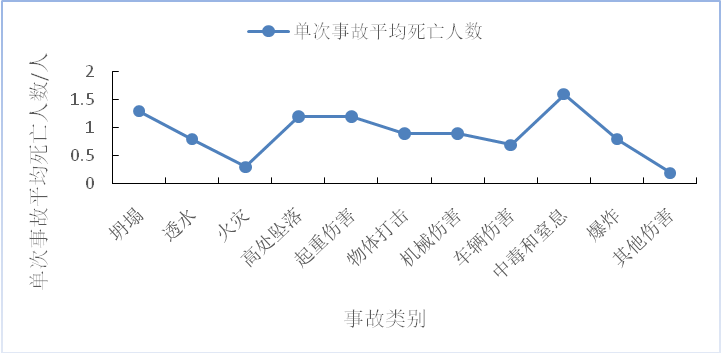 单次事故平均死亡人数
单次事故平均死亡人数/人
2
1.5
1
0.5
0
坍塌
透水
火灾
高处坠落
起重伤害
物体打击
机械伤害
车辆伤害
中毒和窒息
爆炸
其他伤害
事故类别